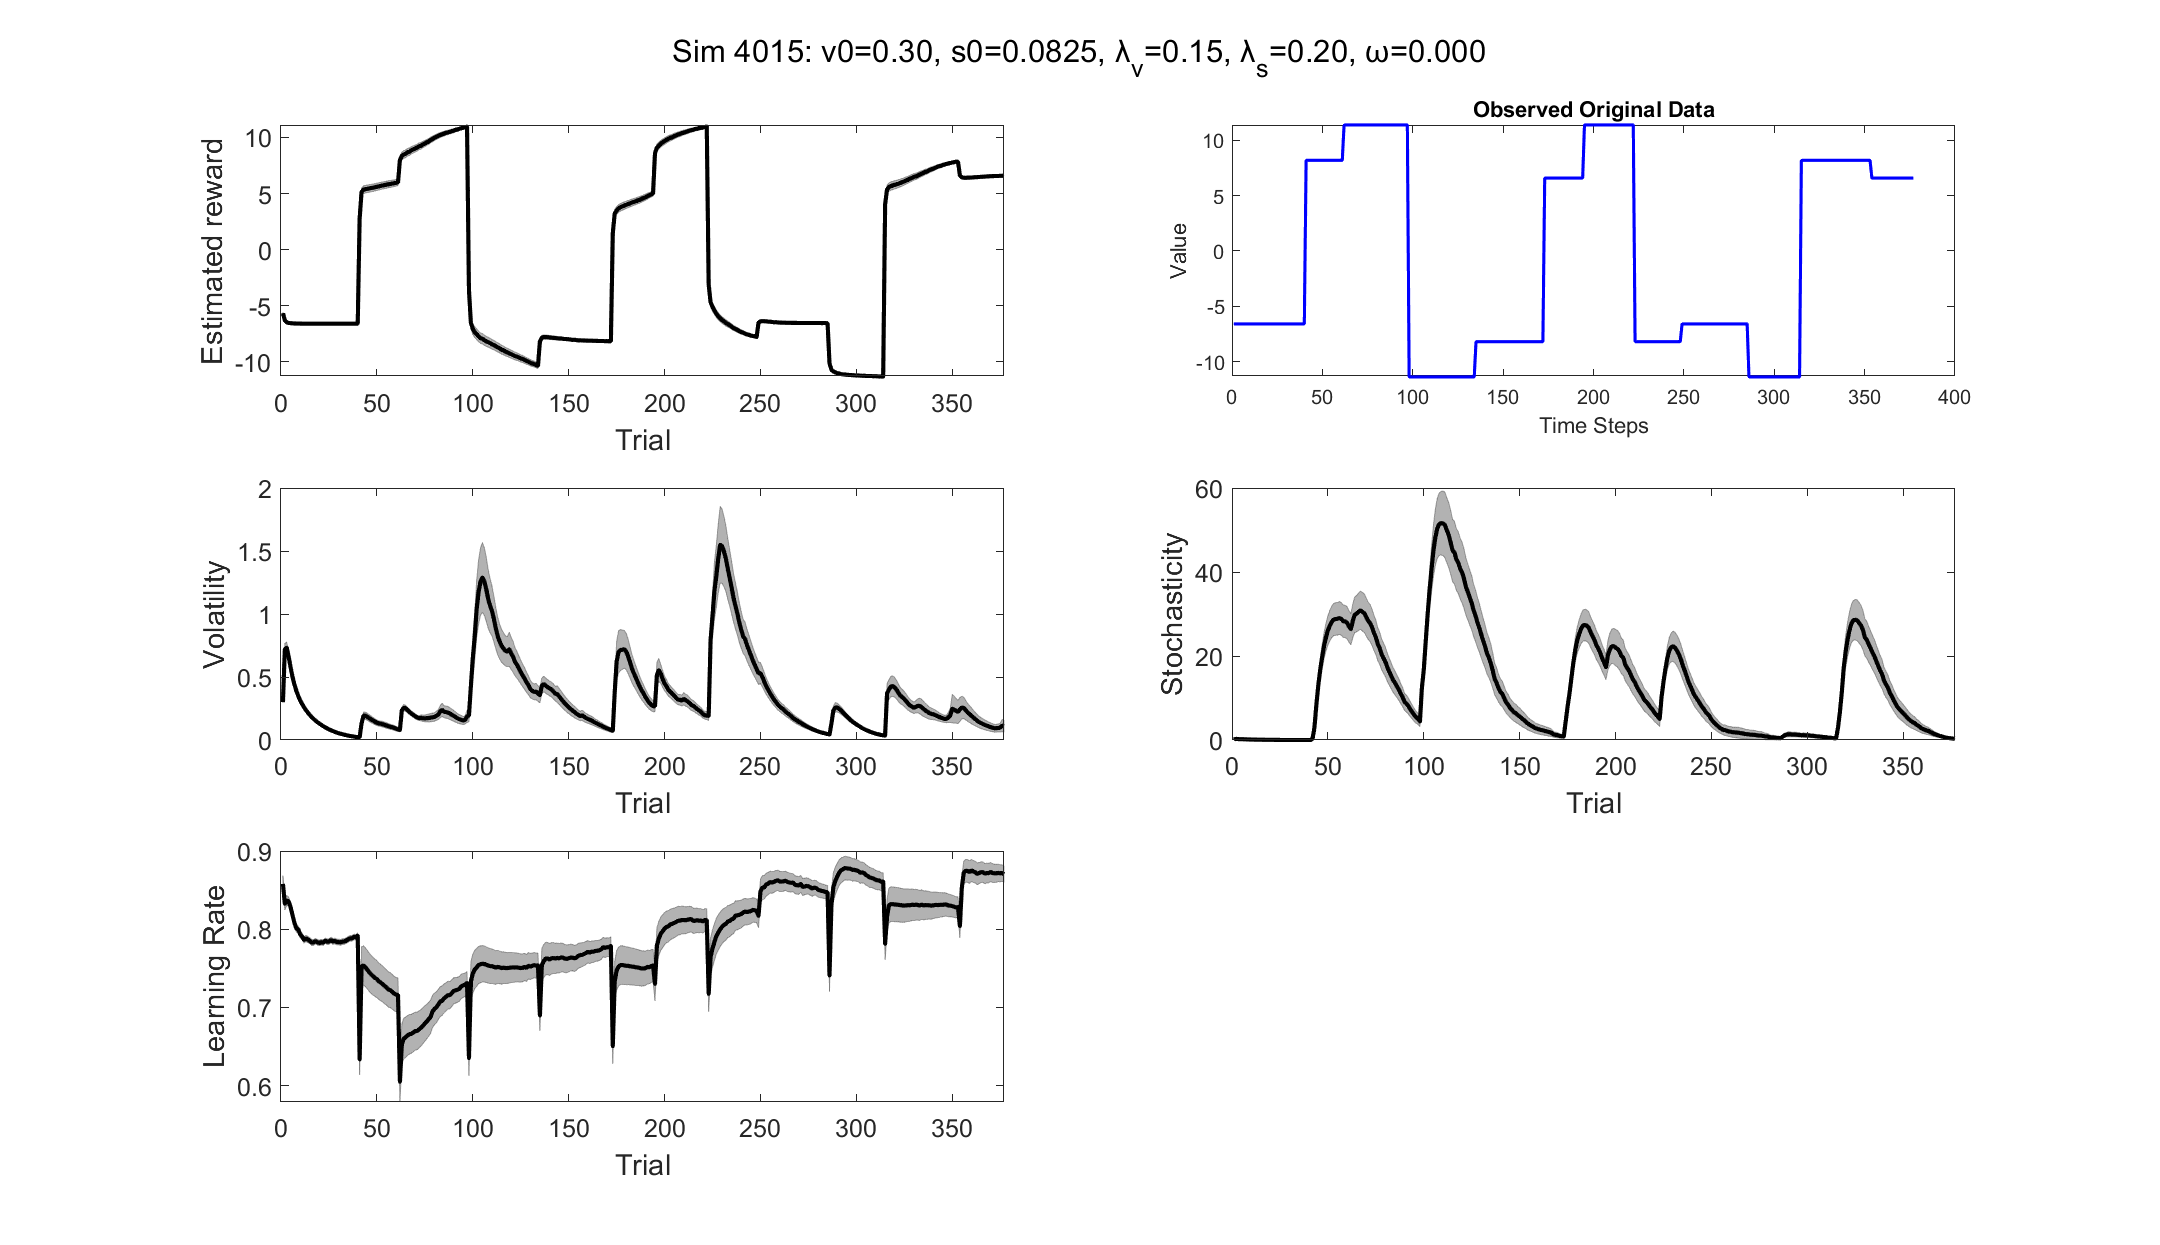 Sim 4015: v0=0.30, s0=0.0825, λv=0.15, λs=0.20, ω=0.000
Estimated reward
10
5
0
-5
-10
0 50 100 150 200 250 300 350
Trial
Observed Original Data
Value
10
5
0
-5
-10
0 50 100 150 200 250 300 350 400
Time Steps
Volatility
2
1.5
1
0.5
0
0 50 100 150 200 250 300 350
Trial
Stochasticity
60
40
20
0
0 50 100 150 200 250 300 350
Trial
Learning Rate
0.9
0.8
0.7
0.6
0 50 100 150 200 250 300 350
Trial